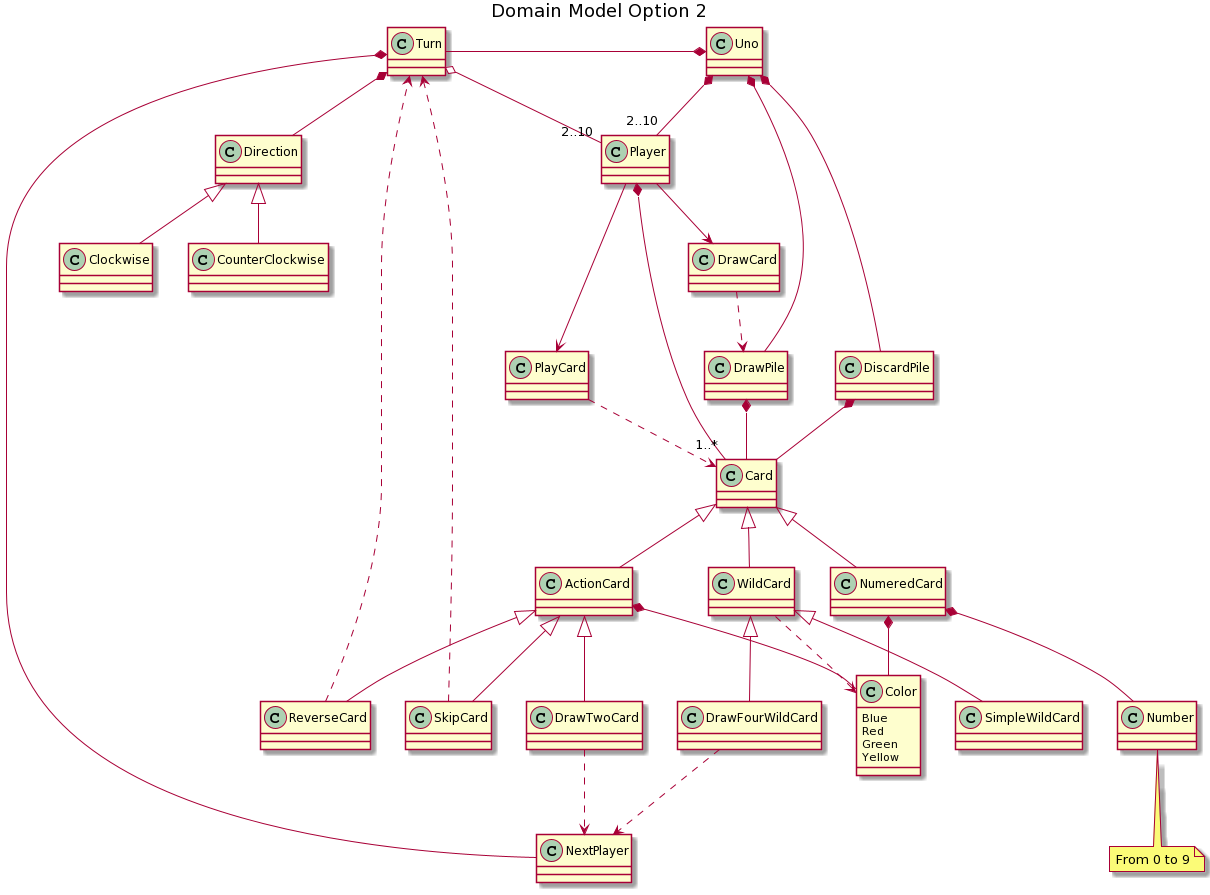 Domain Model Option 2
C Turn
C Uno
2..10
2..10
C Direction
C Player
C Clockwise
C CounterClockwise
C DrawCard
C PlayCard
C DrawPile
C DiscardPile
1..*
C Card
C ActionCard
C WildCard
C NumeredCard
C ReverseCard
C SkipCard
C DrawTwoCard
C DrawFourWildCard
C Color
Blue
Red
Green
Yellow
C SimpleWildCard
C Number
C NextPlayer
From 0 to 9